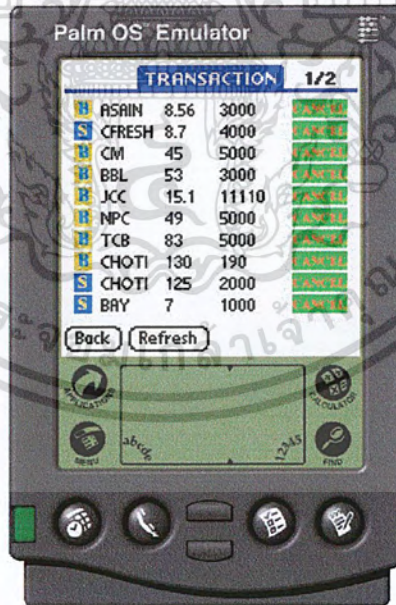 Palm OS™ Emulator
TRANSACTION 1/2
B ASAIN 8.56 3000 CANCEL
S CFRESH 8.7 4000 CANCEL
B CM 45 5000 CANCEL
B BBL 53 3000 CANCEL
B JCC 15.1 11110 CANCEL
B NPC 49 5000 CANCEL
B TCB 83 5000 CANCEL
B CHOTI 130 190 CANCEL
S CHOTI 125 2000 CANCEL
S BAY 7 1000 CANCEL
Back Refresh
APPLICATIONS CALCULATOR
MENU abcde 12345 FIND